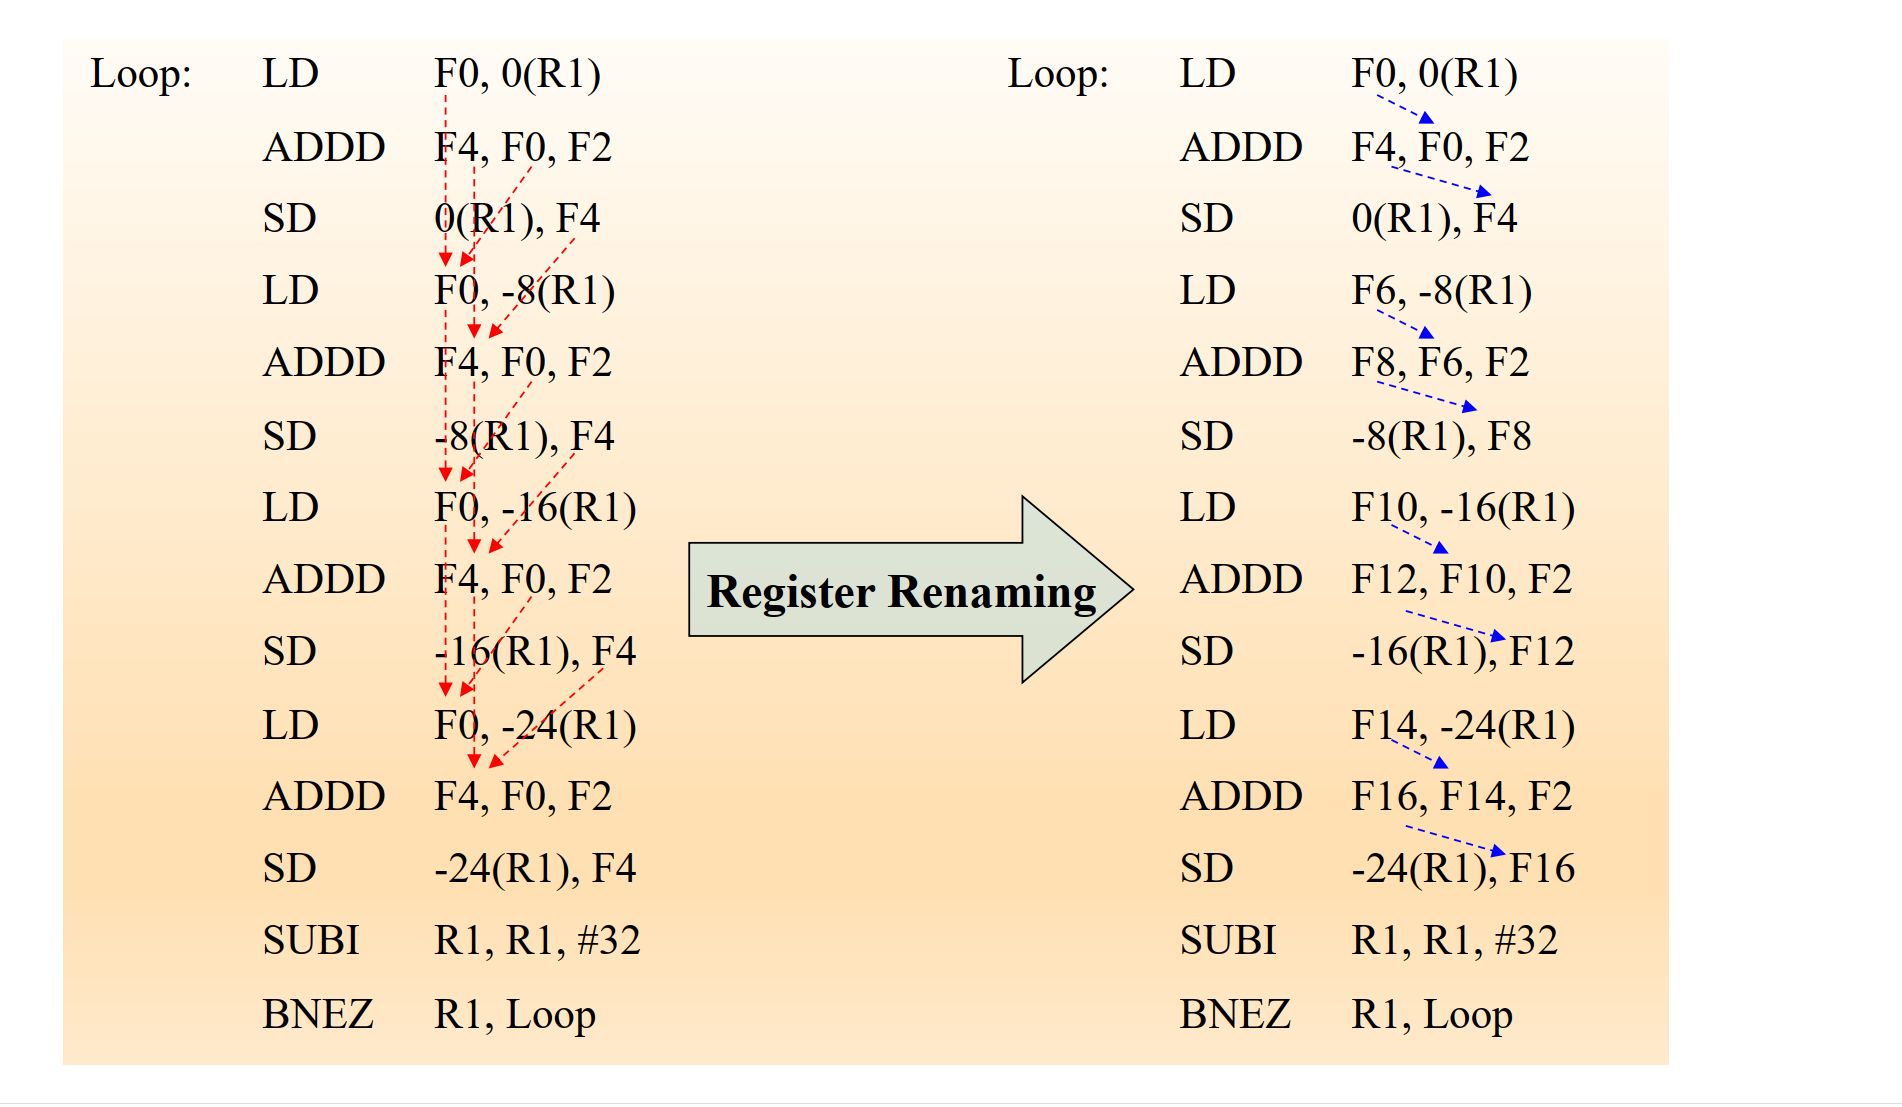 Loop: LD F0, 0(R1)
ADDD F4, F0, F2
SD 0(R1), F4
LD F0, -8(R1)
ADDD F4, F0, F2
SD -8(R1), F4
LD F0, -16(R1)
ADDD F4, F0, F2
SD -16(R1), F4
LD F0, -24(R1)
ADDD F4, F0, F2
SD -24(R1), F4
SUBI R1, R1, #32
BNEZ R1, Loop
Register Renaming
Loop: LD F0, 0(R1)
ADDD F4, F0, F2
SD 0(R1), F4
LD F6, -8(R1)
ADDD F8, F6, F2
SD -8(R1), F8
LD F10, -16(R1)
ADDD F12, F10, F2
SD -16(R1), F12
LD F14, -24(R1)
ADDD F16, F14, F2
SD -24(R1), F16
SUBI R1, R1, #32
BNEZ R1, Loop